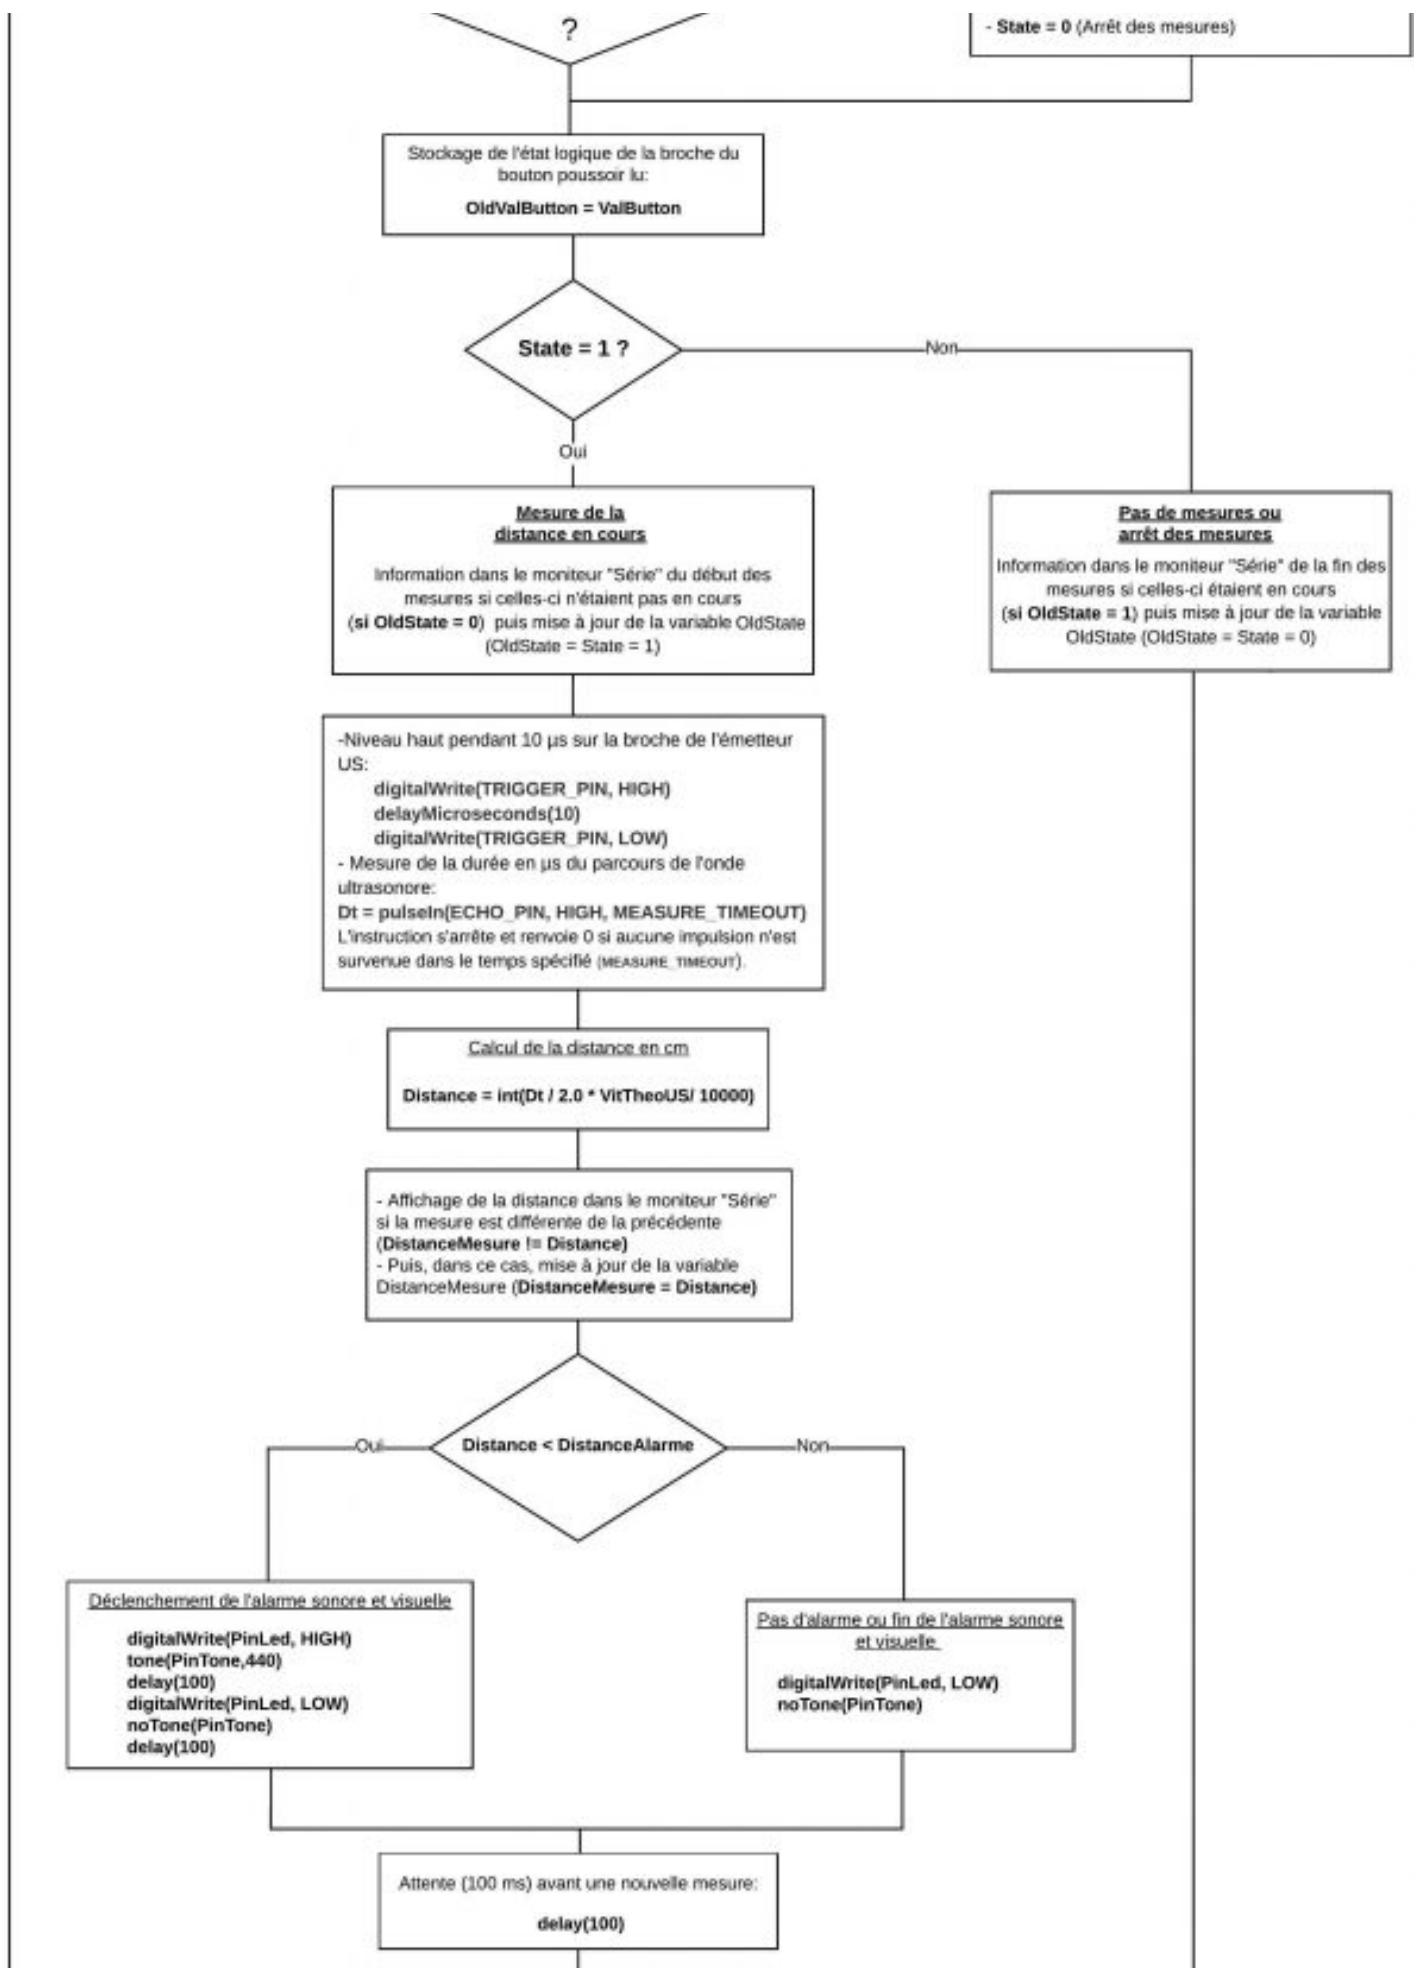 ?
- State = 0 (Arrêt des mesures)
Stockage de l'état logique de la broche du
bouton poussoir lu:
OldValButton = ValButton
State = 1 ?
Non
Oui
Mesure de la
distance en cours
Information dans le moniteur "Série" du début des
mesures si celles-ci n'étaient pas en cours
(si OldState = 0) puis mise à jour de la variable OldState
(OldState = State = 1)
Pas de mesures ou
arrêt des mesures
Information dans le moniteur "Série" de la fin des
mesures si celles-ci étaient en cours
(si OldState = 1) puis mise à jour de la variable
OldState (OldState = State = 0)
-Niveau haut pendant 10 µs sur la broche de l'émetteur
US:
digitalWrite(TRIGGER_PIN, HIGH)
delayMicroseconds(10)
digitalWrite(TRIGGER_PIN, LOW)
- Mesure de la durée en µs du parcours de l'onde
ultrasonore:
Dt = pulseIn(ECHO_PIN, HIGH, MEASURE_TIMEOUT)
L'instruction s'arrête et renvoie 0 si aucune impulsion n'est
survenue dans le temps spécifié (MEASURE_TIMEOUT).
Calcul de la distance en cm
Distance = int(Dt / 2.0 * VitTheoUS/ 10000)
- Affichage de la distance dans le moniteur "Série"
si la mesure est différente de la précédente
(DistanceMesure != Distance)
- Puis, dans ce cas, mise à jour de la variable
DistanceMesure (DistanceMesure = Distance)
Oui
Distance < DistanceAlarme
Non
Déclenchement de l'alarme sonore et visuelle
digitalWrite(PinLed, HIGH)
tone(PinTone,440)
delay(100)
digitalWrite(PinLed, LOW)
noTone(PinTone)
delay(100)
Pas d'alarme ou fin de l'alarme sonore
et visuelle
digitalWrite(PinLed, LOW)
noTone(PinTone)
Attente (100 ms) avant une nouvelle mesure:
delay(100)